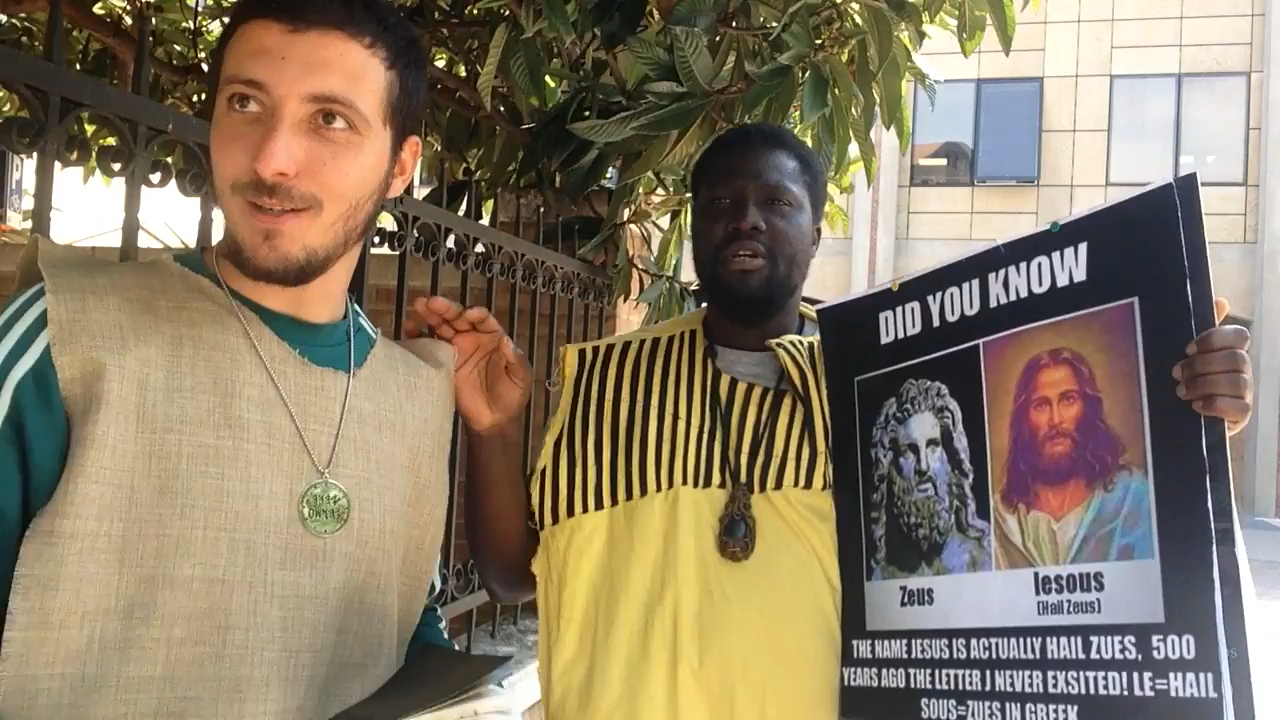 DID YOU KNOW
Zeus
Iesous
(Hail Zeus)
THE NAME JESUS IS ACTUALLY HAIL ZUES, 500
YEARS AGO THE LETTER J NEVER EXSITED! LE=HAIL
SOUS=ZUES IN GREEK